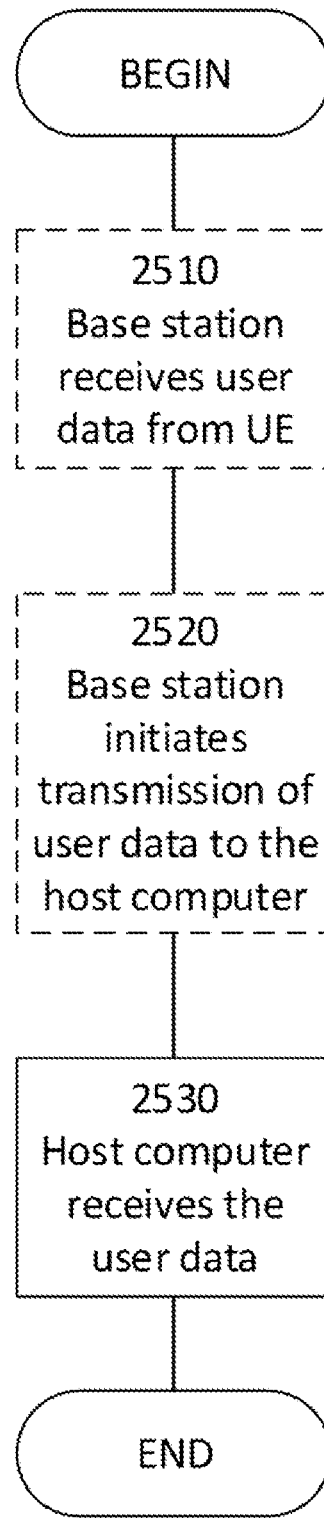 BEGIN
2510
Base station
receives user
data from UE
2520
Base station
initiates
transmission of
user data to the
host computer
2530
Host computer
receives the
user data
END